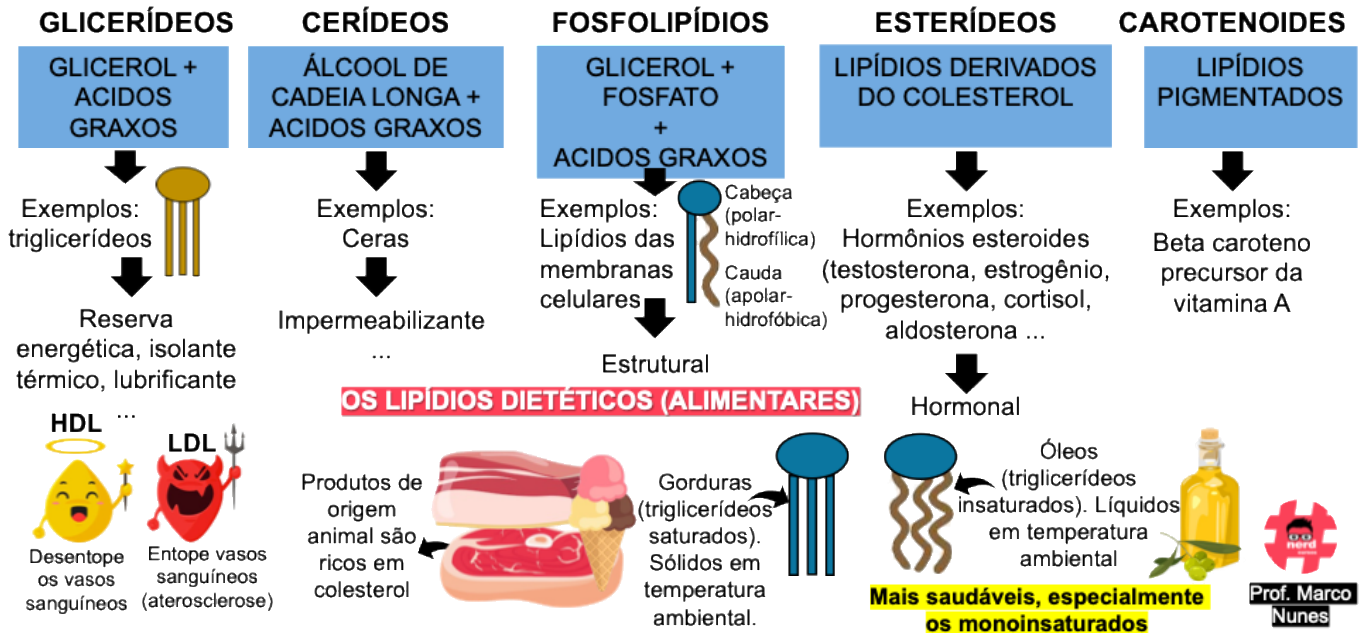 GLICERÍDEOS
GLICEROL +
ACIDOS
GRAXOS
Exemplos:
triglicerídeos
Reserva
energética, isolante
térmico, lubrificante
...
CERÍDEOS
ÁLCOOL DE
CADEIA LONGA +
ACIDOS GRAXOS
Exemplos:
Ceras
Impermeabilizante
...
FOSFOLIPÍDIOS
GLICEROL +
FOSFATO
+
ACIDOS GRAXOS
Exemplos:
Lipídios das
membranas
celulares
Cabeça
(polar-
hidrofílica)
Cauda
(apolar-
hidrofóbica)
Estrutural
ESTERÍDEOS
LIPÍDIOS DERIVADOS
DO COLESTEROL
Exemplos:
Hormônios esteroides
(testosterona, estrogênio,
progesterona, cortisol,
aldosterona ...
Hormonal
CAROTENOIDES
LIPÍDIOS
PIGMENTADOS
Exemplos:
Beta caroteno
precursor da
vitamina A
OS LIPÍDIOS DIETÉTICOS (ALIMENTARES)
HDL
Desentope
os vasos
sanguíneos
LDL
Entope vasos
sanguíneos
(aterosclerose)
Produtos de
origem
animal são
ricos em
colesterol
Gorduras
(triglicerídeos
saturados).
Sólidos em
temperatura
ambiental.
Óleos
(triglicerídeos
insaturados). Líquidos
em temperatura
ambiental
Mais saudáveis, especialmente
os monoinsaturados
nerd
cursos
Prof. Marco
Nunes